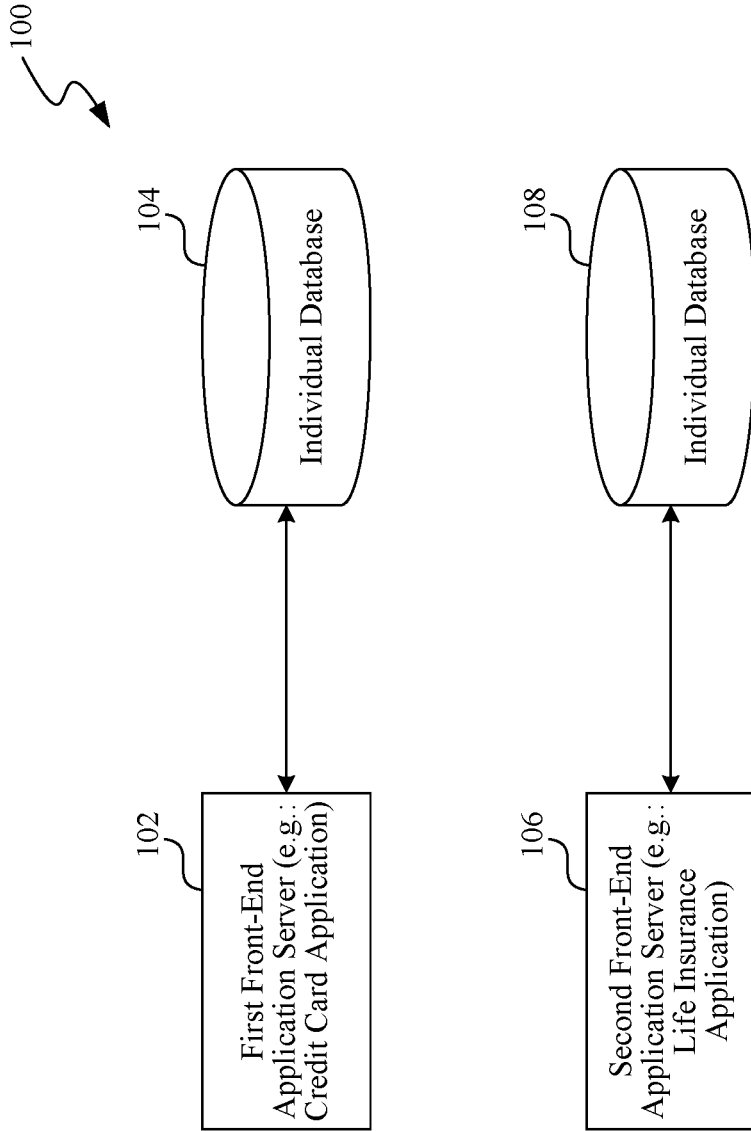 100
102
First Front-End
Application Server (e.g.:
Credit Card Application)
104
Individual Database
106
Second Front-End
Application Server (e.g.:
Life Insurance
Application)
108
Individual Database